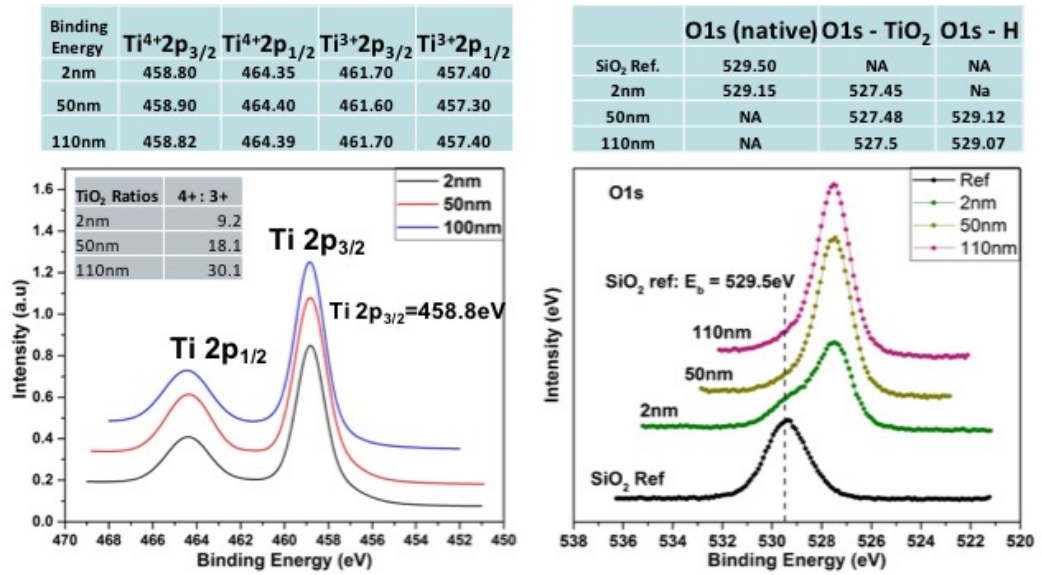 Binding Energy Ti4+2p3/2 Ti4+2p1/2 Ti3+2p3/2 Ti3+2p1/2
2nm 458.80 464.35 461.70 457.40
50nm 458.90 464.40 461.60 457.30
110nm 458.82 464.39 461.70 457.40
O1s (native) O1s - TiO2 O1s - H
SiO2 Ref. 529.50 NA NA
2nm 529.15 527.45 Na
50nm NA 527.48 529.12
110nm NA 527.5 529.07
TiO2 Ratios 4+: 3+
2nm 9.2
50nm 18.1
110nm 30.1
2nm
50nm
100nm
Ti 2p3/2
Ti 2p3/2=458.8eV
Ti 2p1/2
Intensity (a.u)
1.6
1.4
1.2
1.0
0.8
0.6
0.4
0.2
0.0
470 468 466 464 462 460 458 456 454 452 450
Binding Energy (eV)
O1s
Ref
2nm
50nm
110nm
SiO2 ref: Eb = 529.5eV
110nm
50nm
2nm
SiO2 Ref
Intensity (eV)
538 536 534 532 530 528 526 524 522 520
Binding Energy (eV)